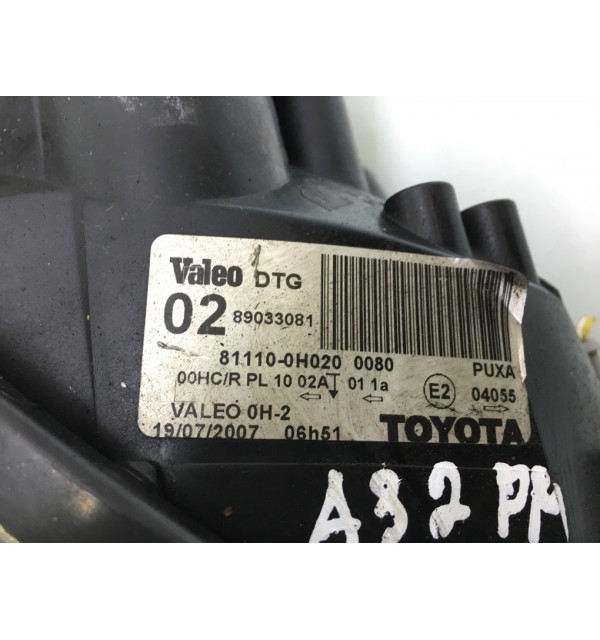 Valeo DTG
02 89033081
81110-0H020 0080 PUXA
00HC/R PL 10 02A 01 1a E2 04055
VALEO 0H-2
19/07/2007 06h51 TOYOTA
A92 PM